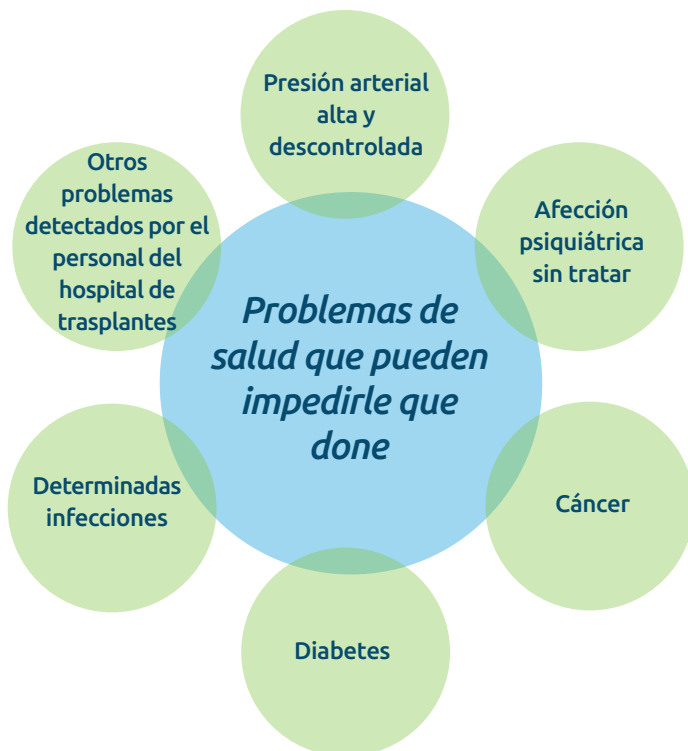 Presión arterial
alta y
descontrolada
Afección
psiquiátrica
sin tratar
Cáncer
Diabetes
Determinadas
infecciones
Otros
problemas
detectados por el
personal del
hospital de
trasplantes
Problemas de
salud que pueden
impedirle que
done